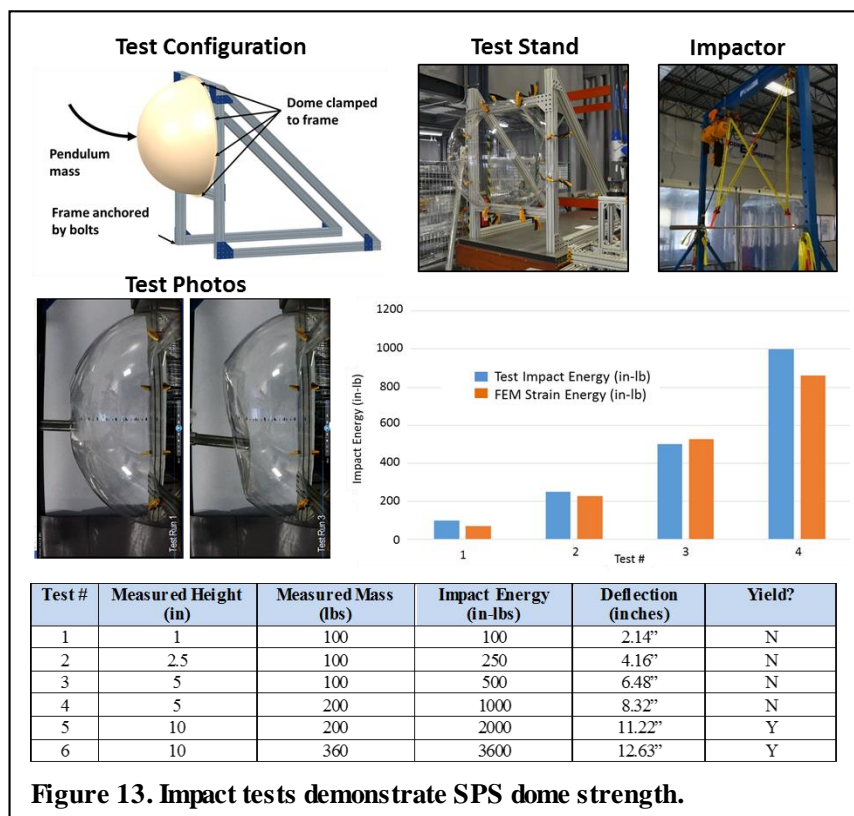 Test Configuration
Test Stand
Impactor
Dome clamped
to frame
Pendulum
mass
Frame anchored
by bolts
Test Photos
Test Run 1
Test Run 3
1200
1000
800
600
400
200
0
Impact Energy (in-lb)
Test Impact Energy (in-lb)
FEM Strain Energy (in-lb)
1 2 3 4
Test #
Test # Measured Height (in) Measured Mass (lbs) Impact Energy (in-lbs) Deflection (inches) Yield?
1 1 100 100 2.14” N
2 2.5 100 250 4.16” N
3 5 100 500 6.48” N
4 5 200 1000 8.32” N
5 10 200 2000 11.22” Y
6 10 360 3600 12.63” Y
Figure 13. Impact tests demonstrate SPS dome strength.